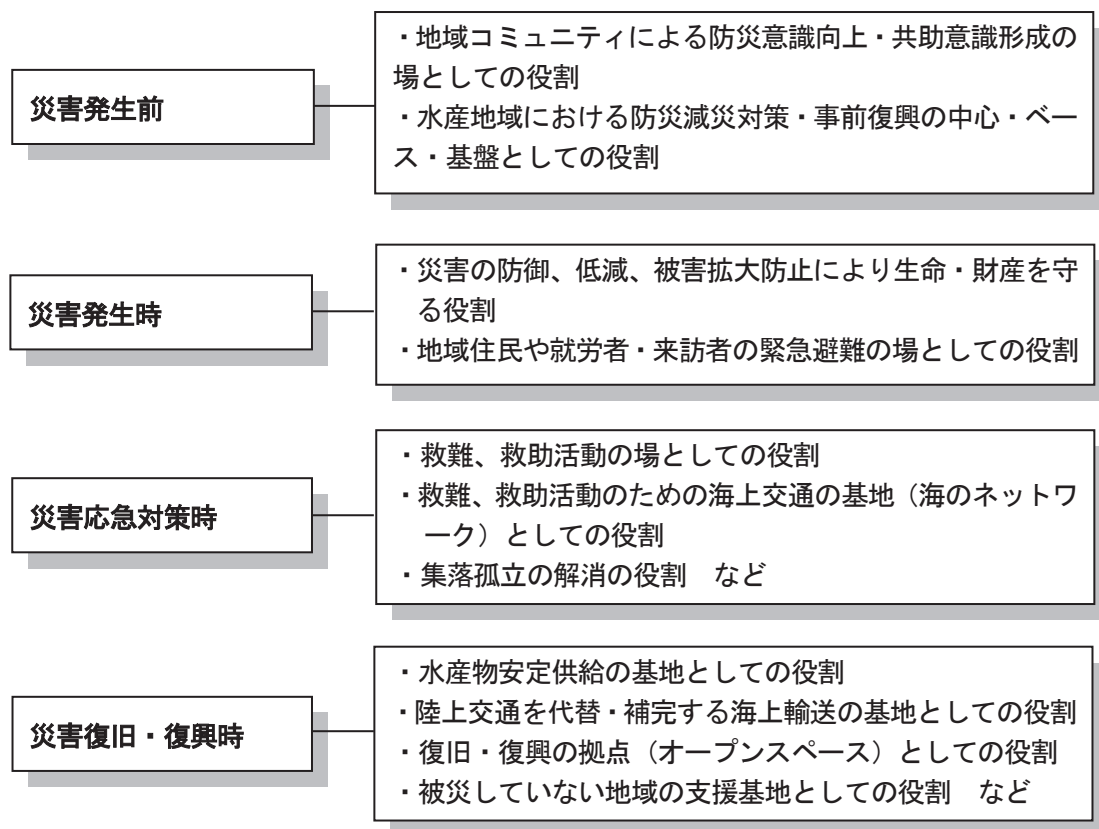 災害発生前
・地域コミュニティによる防災意識向上・共助意識形成の
場としての役割
・水産地域における防災減災対策・事前復興の中心・ベー
ス・基盤としての役割
災害発生時
・災害の防御、低減、被害拡大防止により生命・財産を守
る役割
・地域住民や就労者・来訪者の緊急避難の場としての役割
災害応急対策時
・救難、救助活動の場としての役割
・救難、救助活動のための海上交通の基地（海のネットワ
ーク）としての役割
・集落孤立の解消の役割　など
災害復旧・復興時
・水産物安定供給の基地としての役割
・陸上交通を代替・補完する海上輸送の基地としての役割
・復旧・復興の拠点（オープンスペース）としての役割
・被災していない地域の支援基地としての役割　など